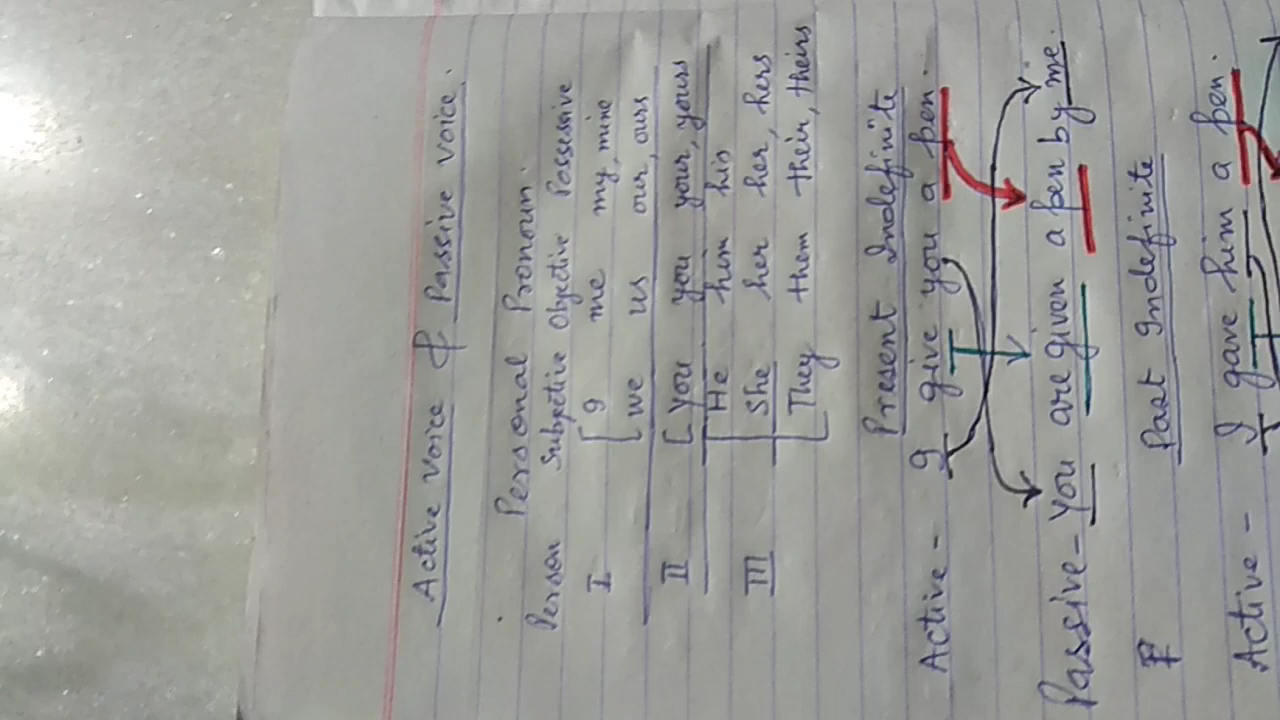 Active Voice & Passive Voice.
Personal Pronoun.
Person Subjective Objective Possessive
I I me my, mine
we us our, ours
II You you your, yours
He him his
III She her her, hers
They them their, theirs
Present Indefinite
Active - I give you a pen.
Passive - You are given a pen by me.
Past Indefinite
P
Active - I gave him a pen.